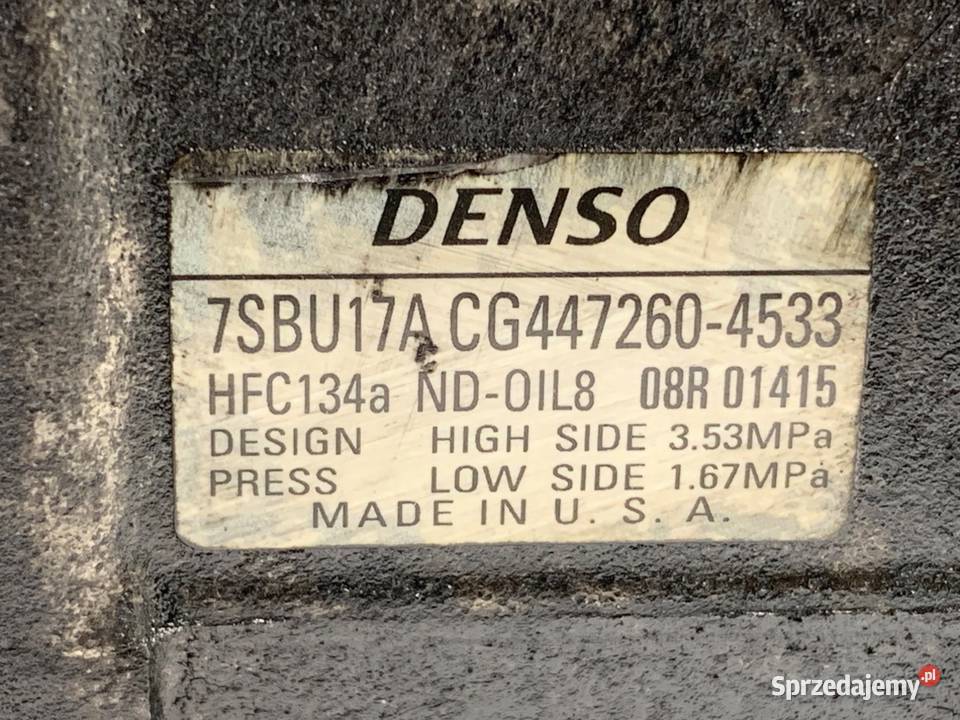 DENSO
7SBU17A CG447260-4533
HFC134a ND-OIL8 08R 01415
DESIGN HIGH SIDE 3.53MPa
PRESS LOW SIDE 1.67MPa
MADE IN U. S. A.
Sprzedajemy.pl